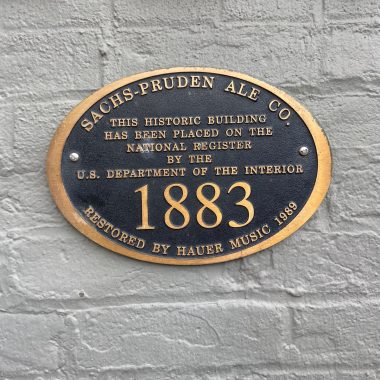 SACHS-PRUDEN ALE CO.
THIS HISTORIC BUILDING
HAS BEEN PLACED ON THE
NATIONAL REGISTER
BY THE
U.S. DEPARTMENT OF THE INTERIOR
1883
RESTORED BY HAUER MUSIC 1989